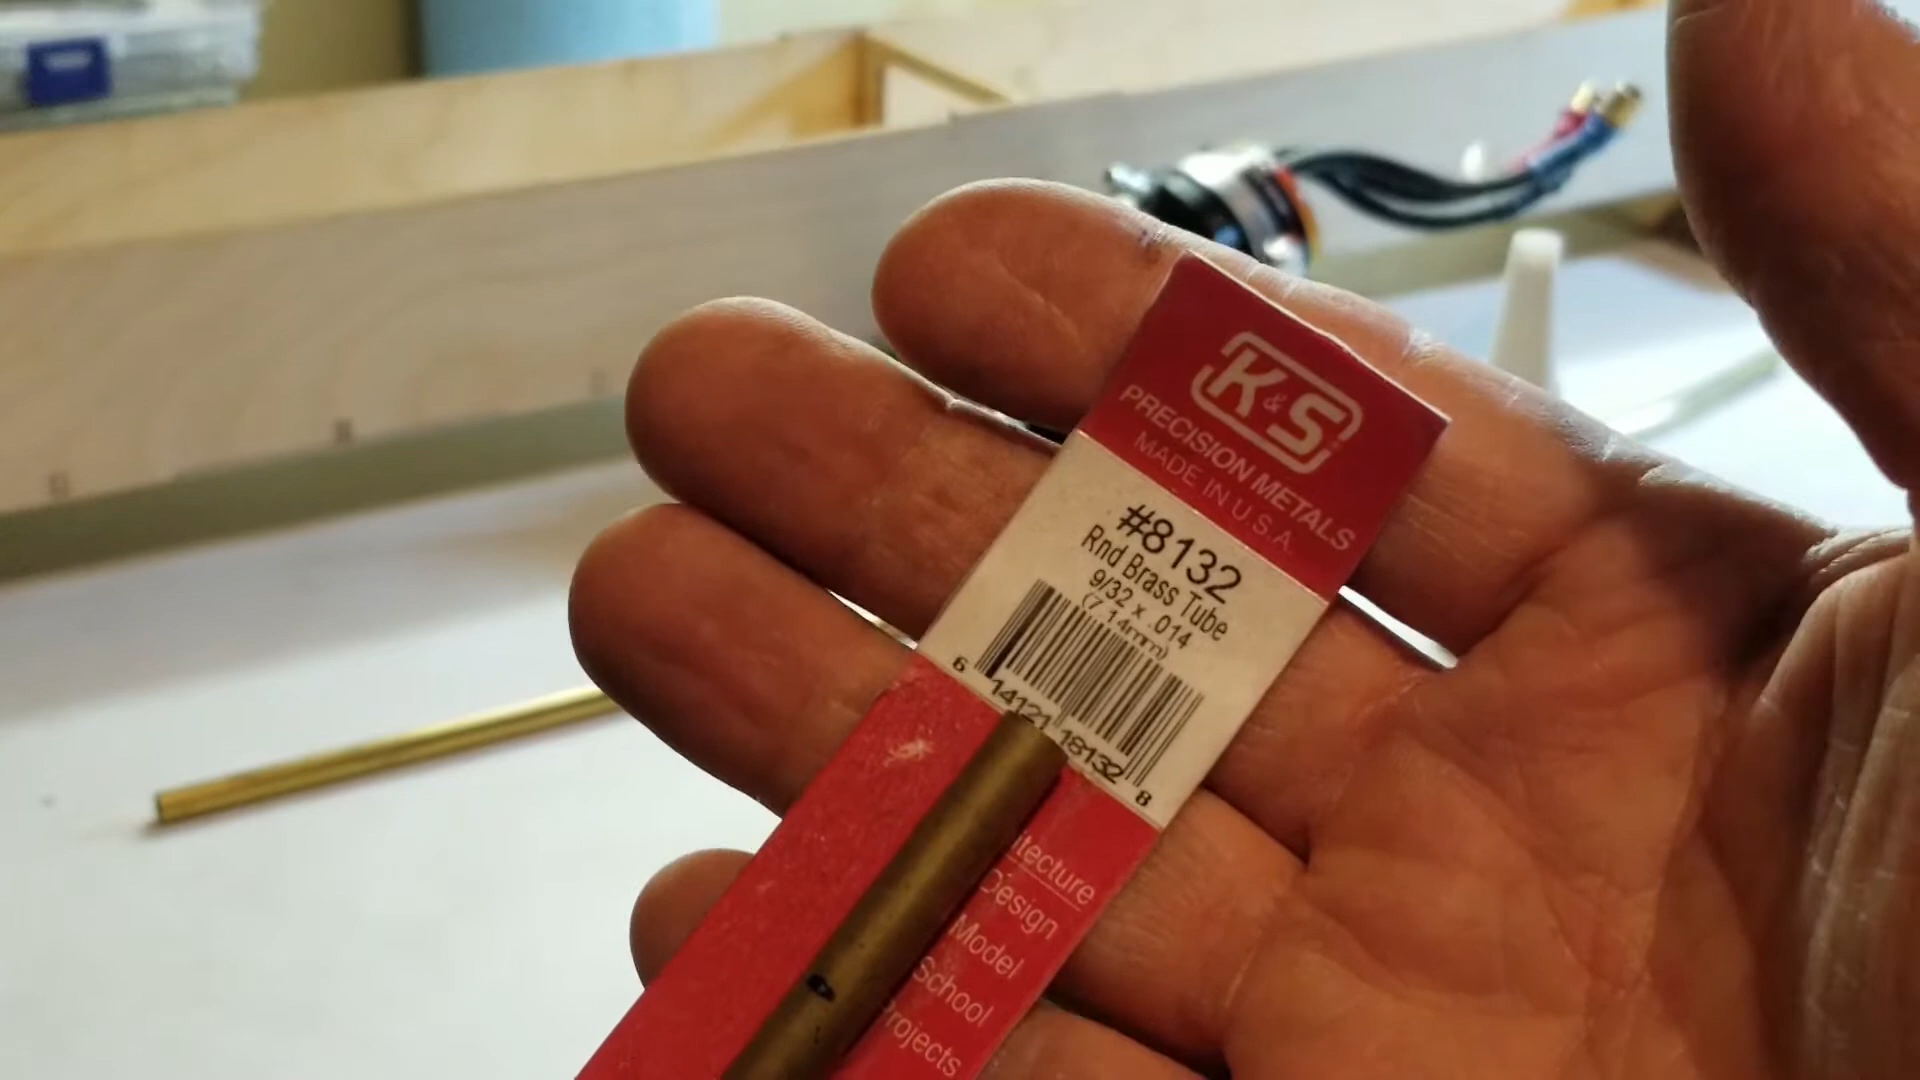 K&S
PRECISION METALS
MADE IN U.S.A.
#8132
Rnd Brass Tube
9/32 x .014
(7.14mm)
6 14121 18132 8
itecture
Design
Model
School
Projects